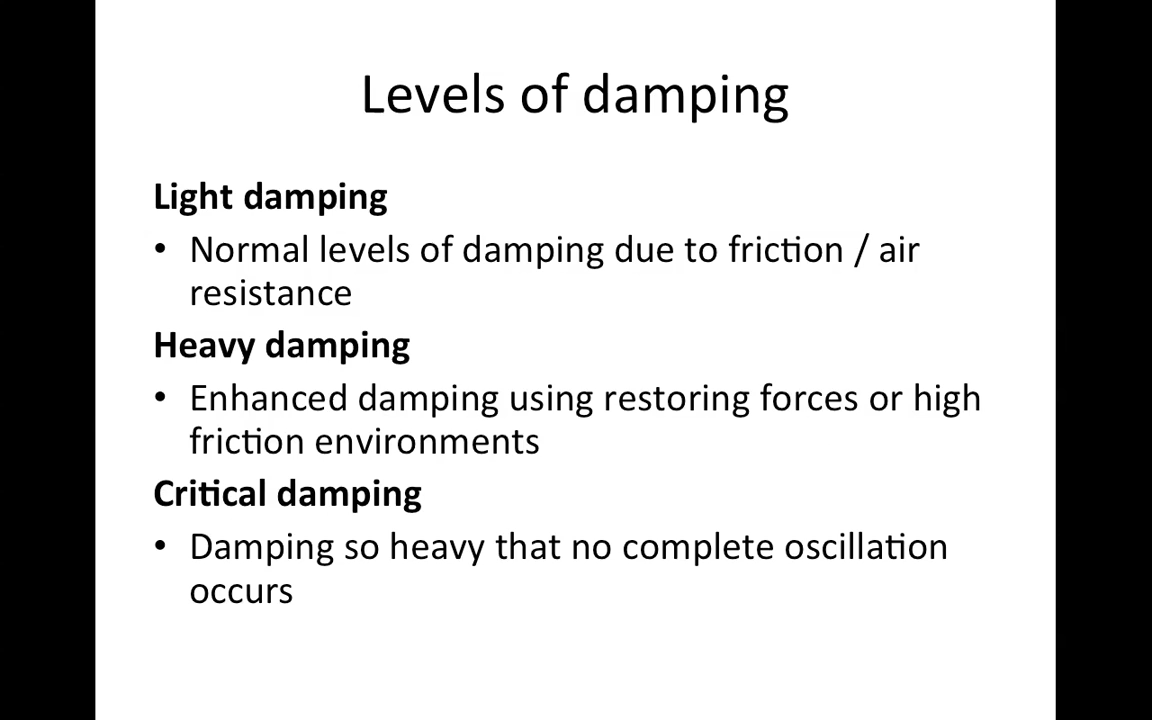 Levels of damping
Light damping
• Normal levels of damping due to friction / air
resistance
Heavy damping
• Enhanced damping using restoring forces or high
friction environments
Critical damping
• Damping so heavy that no complete oscillation
occurs